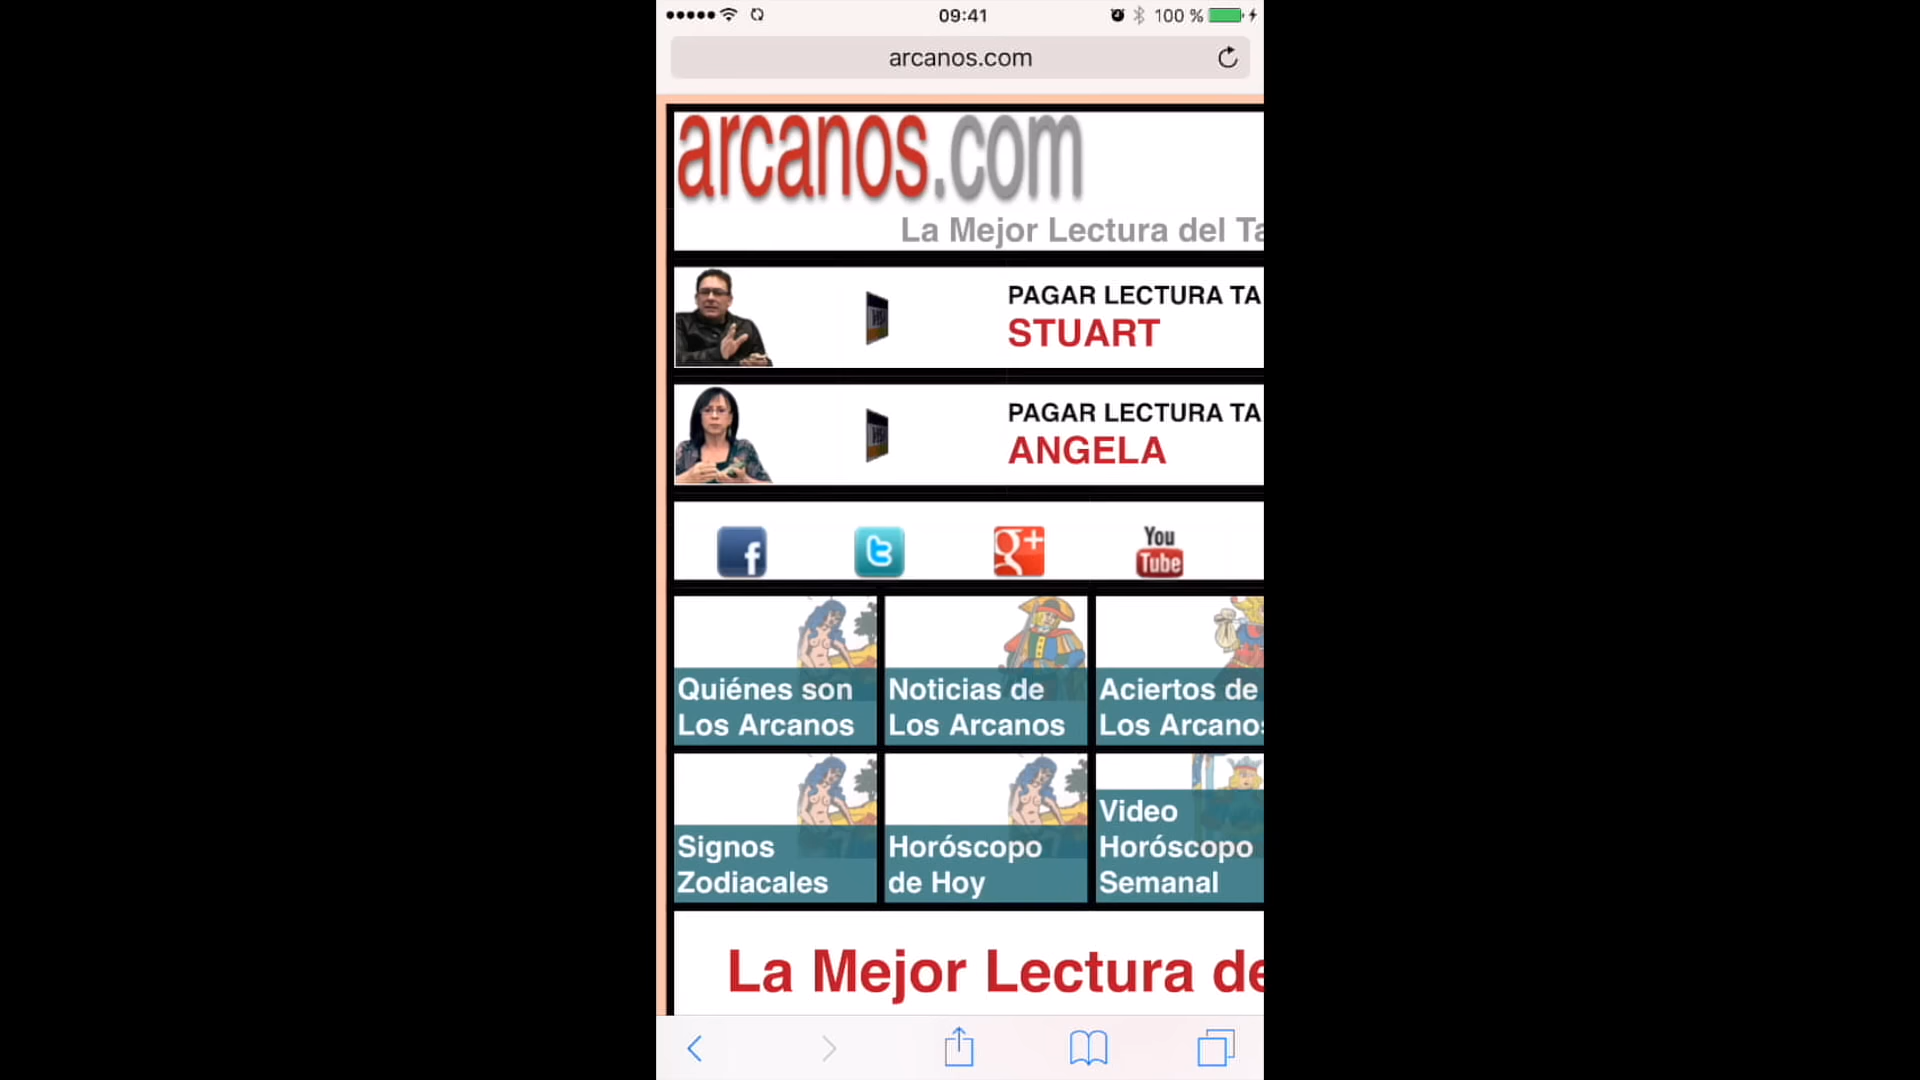 09:41
100 %
arcanos.com
arcanos.com
La Mejor Lectura del Ta
PAGAR LECTURA TA
STUART
PAGAR LECTURA TA
ANGELA
f
t
g+
You
Tube
Quiénes son
Los Arcanos
Noticias de
Los Arcanos
Aciertos de
Los Arcanos
Signos
Zodiacales
Horóscopo
de Hoy
Video
Horóscopo
Semanal
La Mejor Lectura de